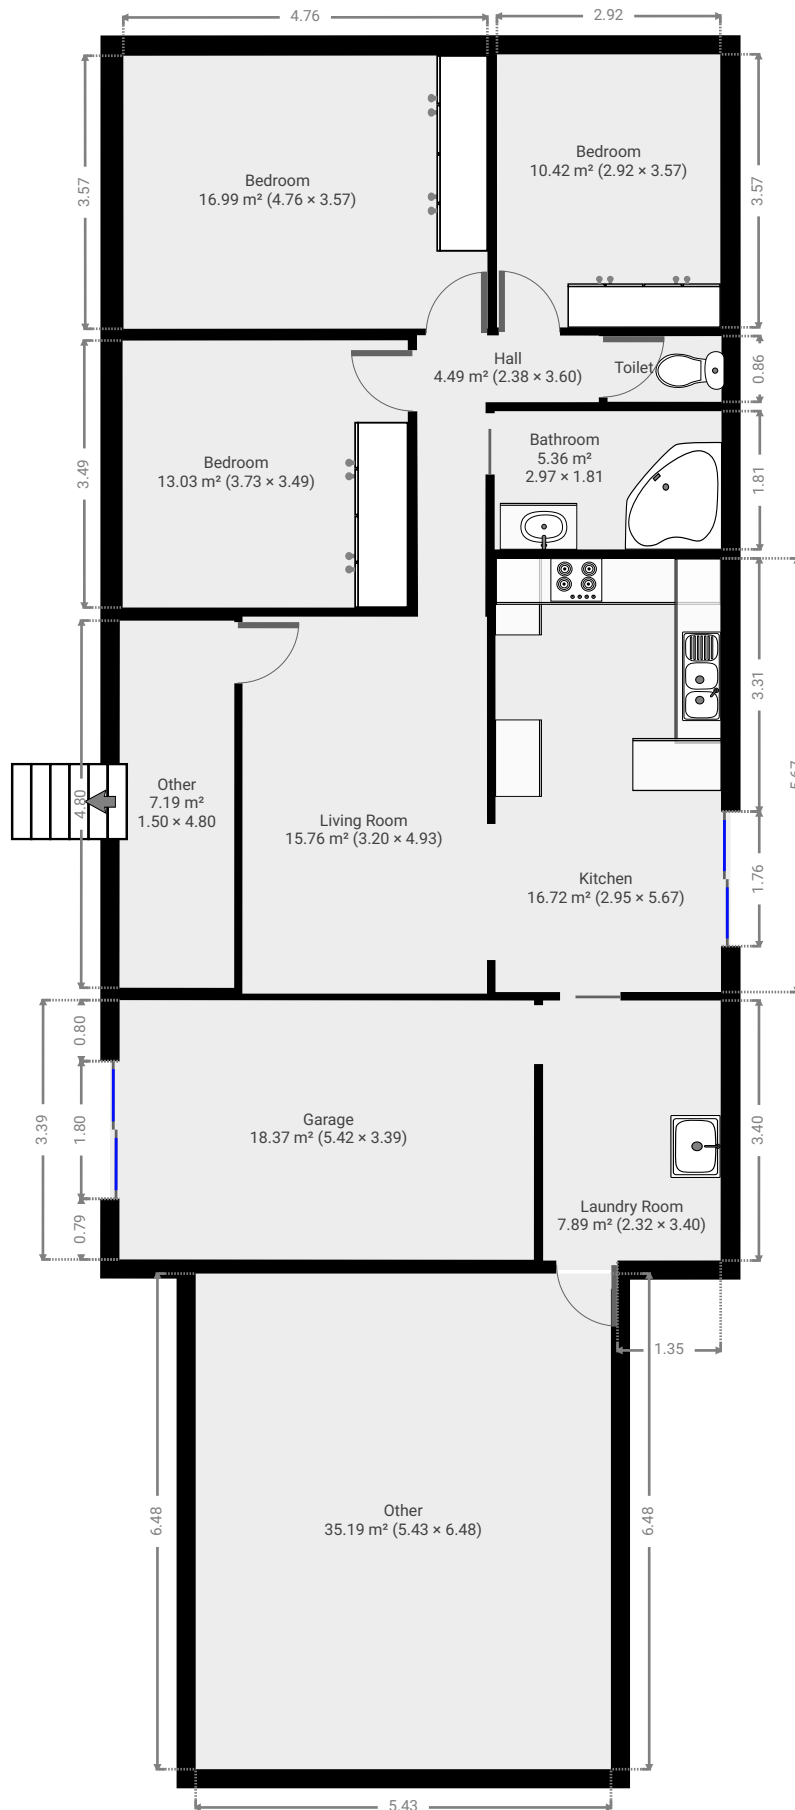 4.76
2.92
3.57
Bedroom
16.99 m² (4.76 × 3.57)
Bedroom
10.42 m² (2.92 × 3.57)
3.57
Hall
4.49 m² (2.38 × 3.60)
Toilet
0.86
3.49
Bedroom
13.03 m² (3.73 × 3.49)
Bathroom
5.36 m²
2.97 × 1.81
1.81
3.31
4.80
Other
7.19 m²
1.50 × 4.80
Living Room
15.76 m² (3.20 × 4.93)
Kitchen
16.72 m² (2.95 × 5.67)
1.76
5.67
0.80
3.39
1.80
0.79
Garage
18.37 m² (5.42 × 3.39)
3.40
Laundry Room
7.89 m² (2.32 × 3.40)
1.35
6.48
Other
35.19 m² (5.43 × 6.48)
6.48
5.43